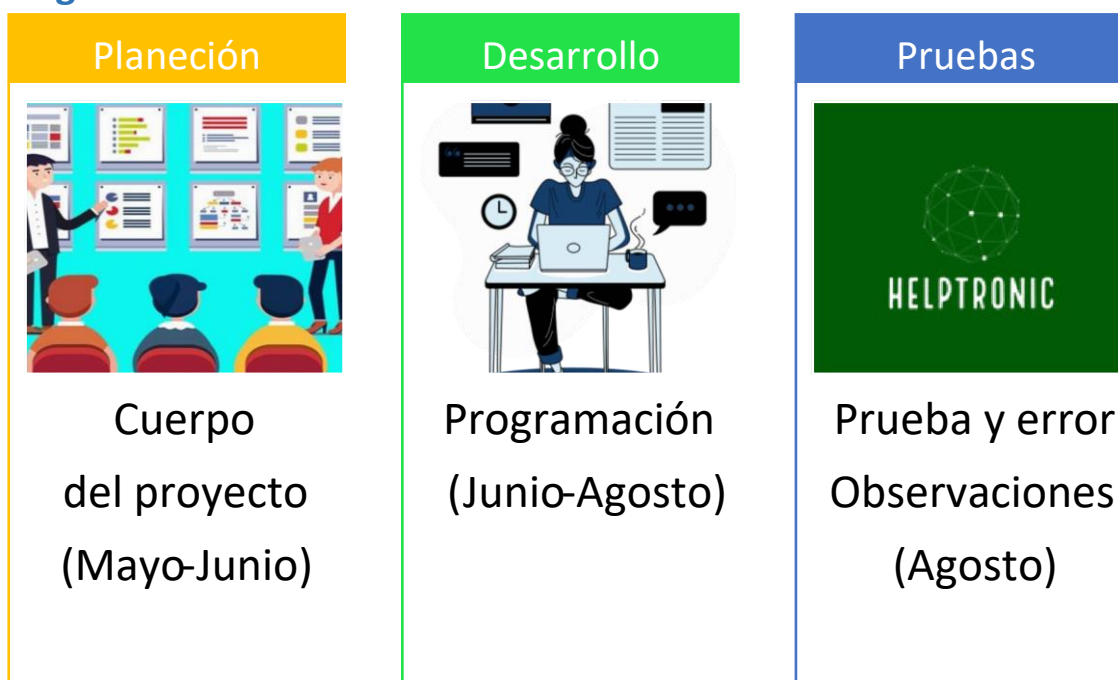 Planeción
Cuerpo
del proyecto
(Mayo-Junio)
Desarrollo
Programación
(Junio-Agosto)
Pruebas
HELPTRONIC
Prueba y error
Observaciones
(Agosto)